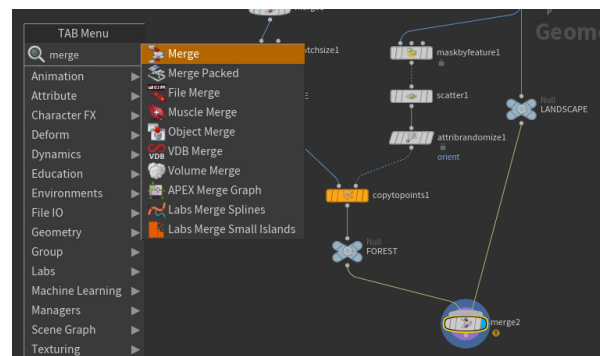 TAB Menu
merge
Animation
Attribute
Character FX
Deform
Dynamics
Education
Environments
File IO
Geometry
Group
Labs
Machine Learning
Managers
Scene Graph
Texturing
Merge
Merge Packed
File Merge
Muscle Merge
Object Merge
VDB Merge
Volume Merge
APEX Merge Graph
Labs Merge Splines
Labs Merge Small Islands
Geome
tchsize1
maskbyfeature1
scatter1
attribrandomize1
orient
Null
LANDSCAPE
copytopoints1
Null
FOREST
merge2